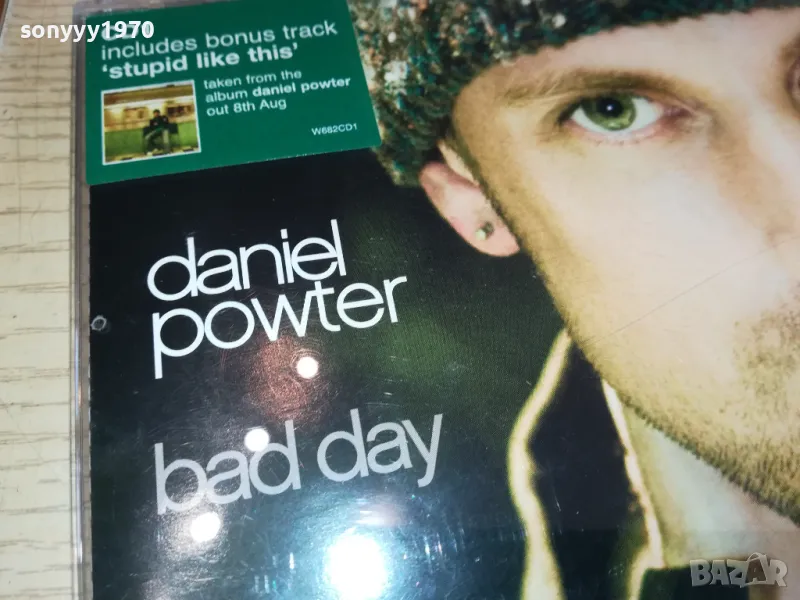 sonyyy1970
includes bonus track
‘stupid like this’
taken from the
album daniel powter
out 8th Aug
W682CD1
daniel
powter
bad day
BAZAR